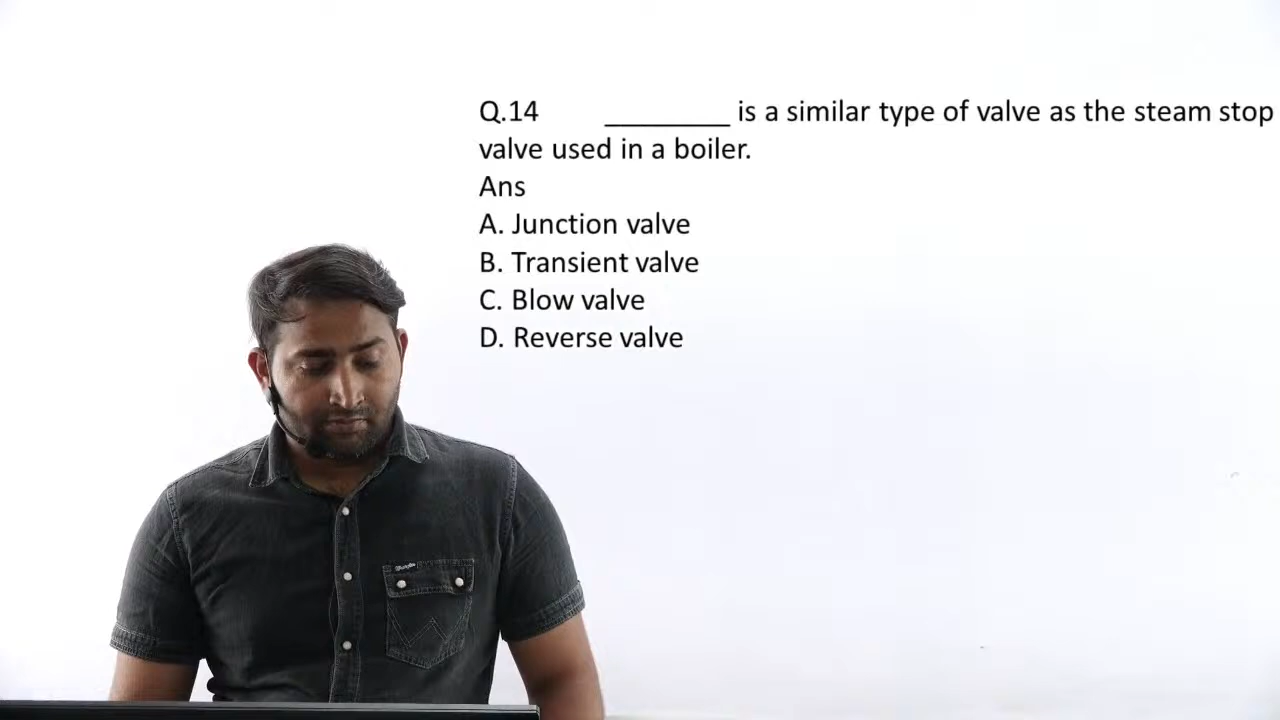 Q.14 ________ is a similar type of valve as the steam stop
valve used in a boiler.
Ans
A. Junction valve
B. Transient valve
C. Blow valve
D. Reverse valve